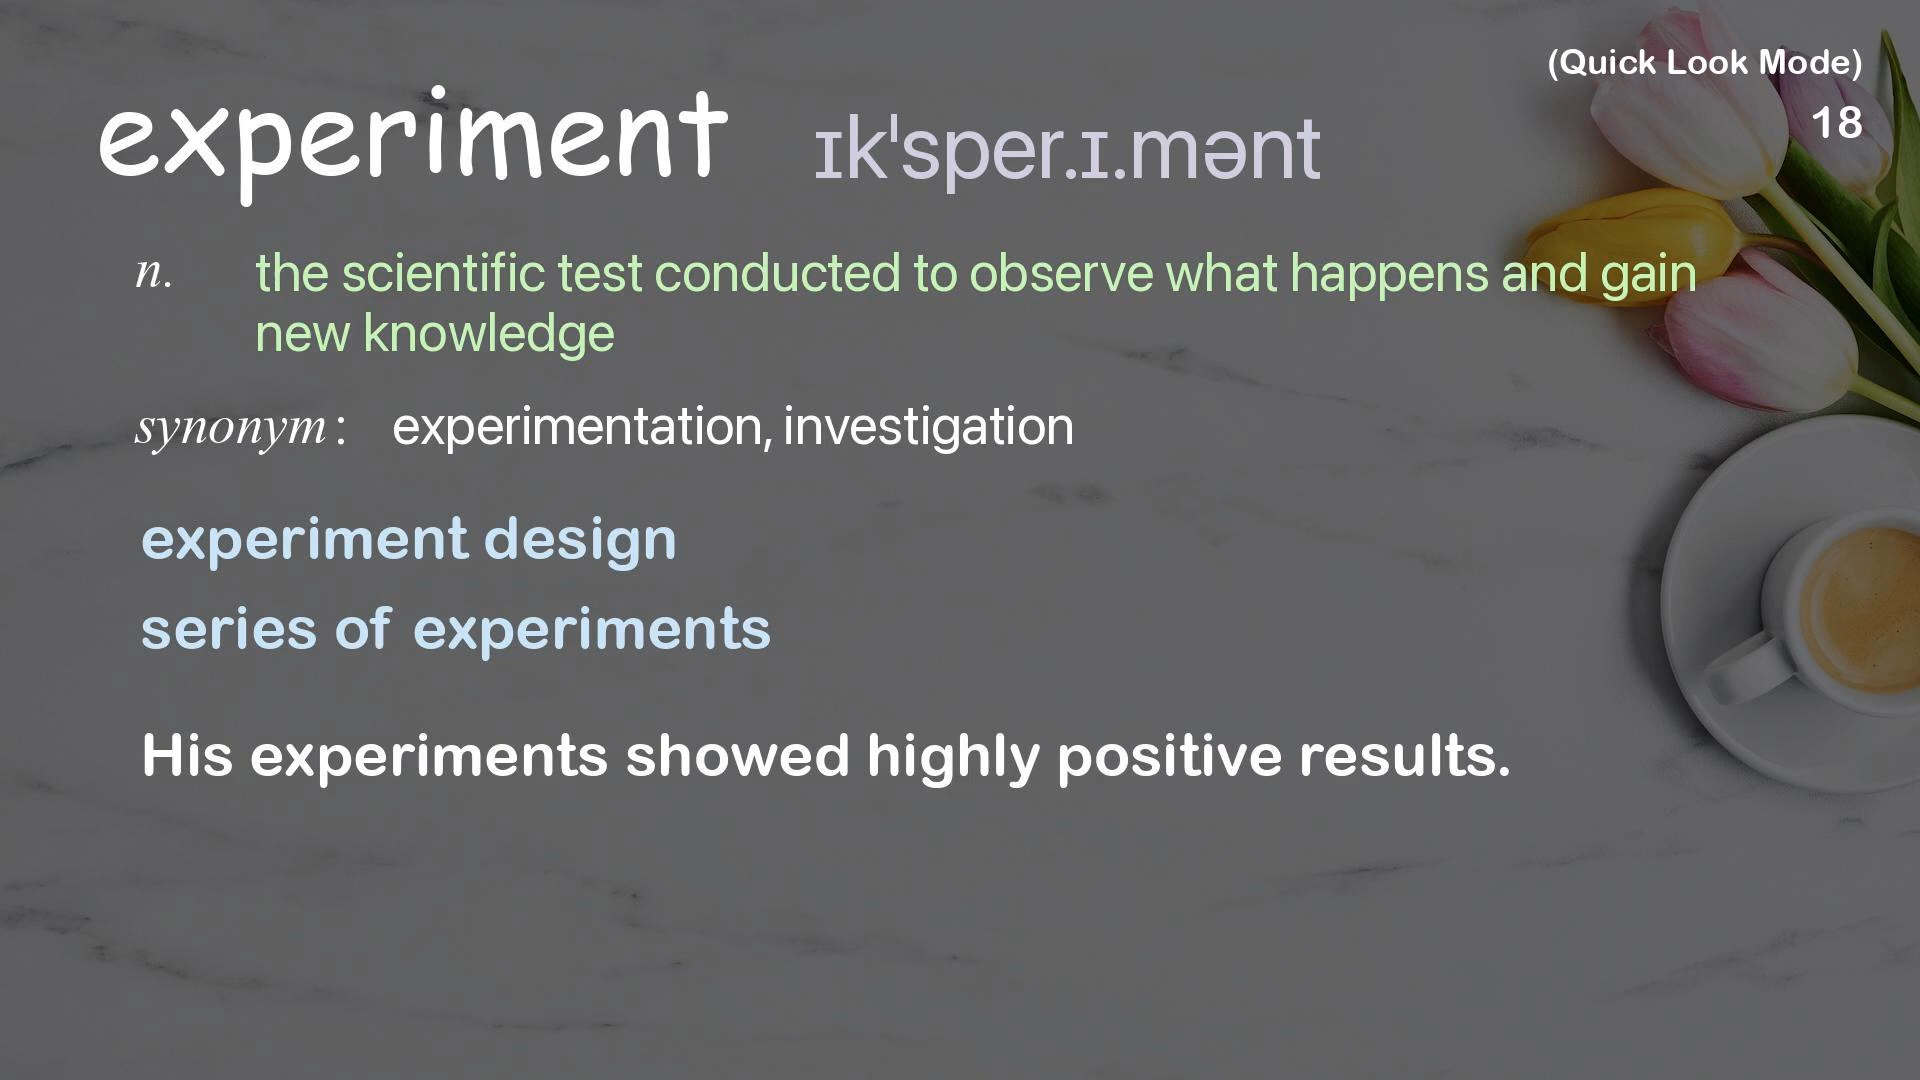 (Quick Look Mode)
experiment ɪkˈsper.ɪ.mənt 18
n. the scientific test conducted to observe what happens and gain
new knowledge
synonym: experimentation, investigation
experiment design
series of experiments
His experiments showed highly positive results.